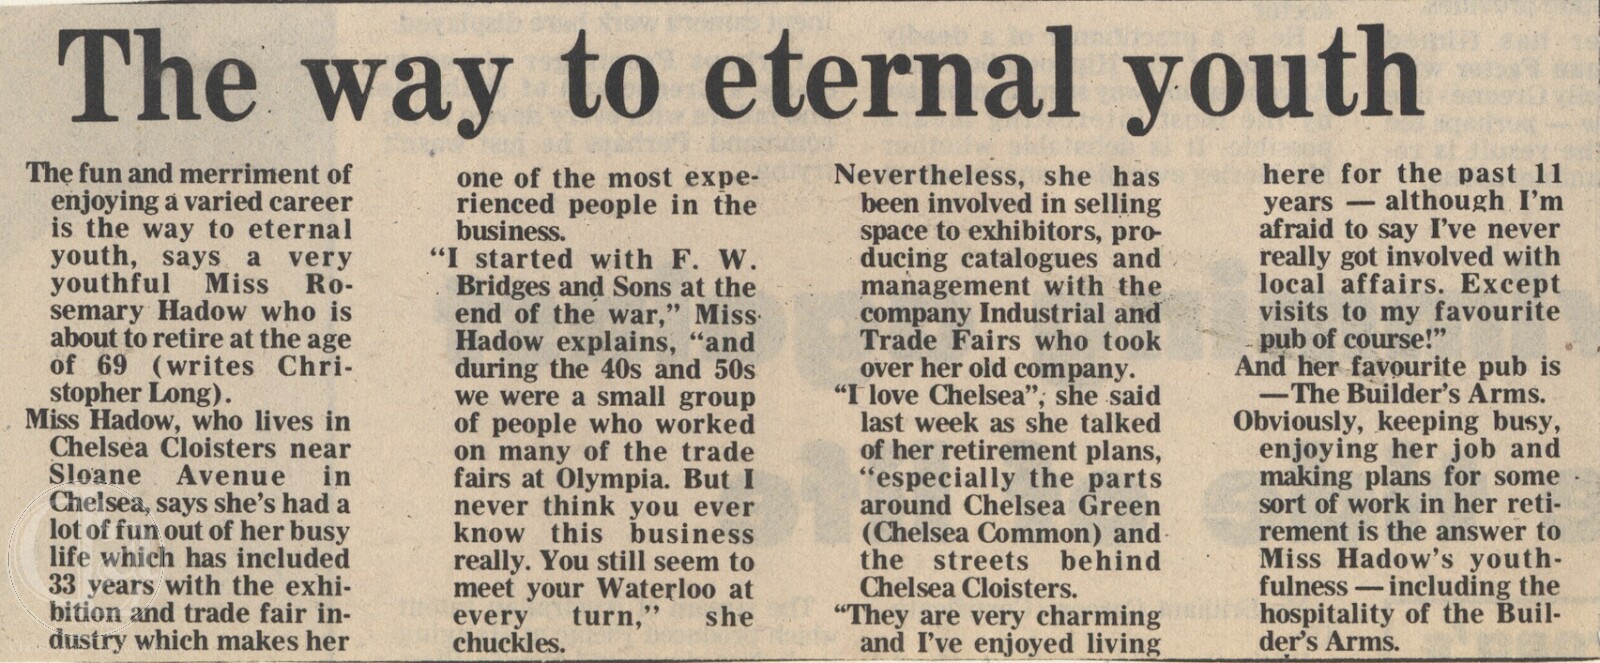 The way to eternal youth
The fun and merriment of
enjoying a varied career
is the way to eternal
youth, says a very
youthful Miss Ro-
semary Hadow who is
about to retire at the age
of 69 (writes Chri-
stopher Long).
Miss Hadow, who lives in
Chelsea Cloisters near
Sloane Avenue in
Chelsea, says she's had a
lot of fun out of her busy
life which has included
33 years with the exhi-
bition and trade fair in-
dustry which makes her
one of the most expe-
rienced people in the
business.
"I started with F. W.
Bridges and Sons at the
end of the war," Miss
Hadow explains, "and
during the 40s and 50s
we were a small group
of people who worked
on many of the trade
fairs at Olympia. But I
never think you ever
know this business
really. You still seem to
meet your Waterloo at
every turn," she
chuckles.
Nevertheless, she has
been involved in selling
space to exhibitors, pro-
ducing catalogues and
management with the
company Industrial and
Trade Fairs who took
over her old company.
"I love Chelsea", she said
last week as she talked
of her retirement plans,
"especially the parts
around Chelsea Green
(Chelsea Common) and
the streets behind
Chelsea Cloisters.
"They are very charming
and I've enjoyed living
here for the past 11
years — although I'm
afraid to say I've never
really got involved with
local affairs. Except
visits to my favourite
pub of course!"
And her favourite pub is
—The Builder's Arms.
Obviously, keeping busy,
enjoying her job and
making plans for some
sort of work in her reti-
rement is the answer to
Miss Hadow's youth-
fulness — including the
hospitality of the Buil-
der's Arms.